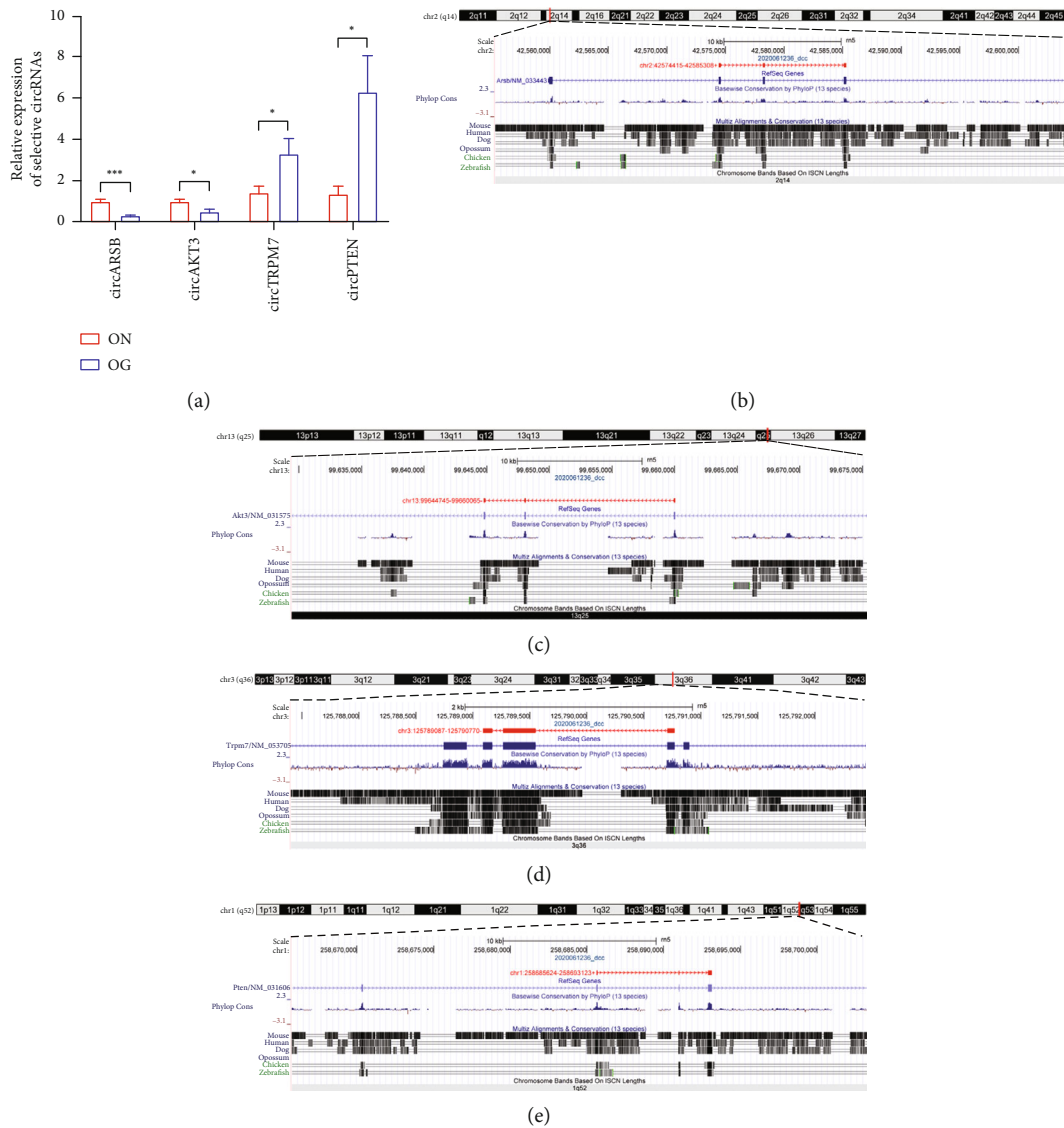 10
8
6
4
2
0
Relative expression
of selective circRNAs
***
*
*
*
circARSB
circAKT3
circTRPM7
circPTEN
ON
OG
(a)
chr2 (q14) 2q11 2q12 2q14 2q16 2q21 2q22 2q23 2q24 2q25 2q26 2q31 2q32 2q34 2q41 2q42 2q43 2q44 2q45
Scale 10 kb rn5
chr2: 42,580,000 42,565,000 42,570,000 42,575,000 42,580,000 42,585,000 42,590,000 42,595,000 42,600,000
2020061236_dcc
chr2:42574415-42585308
RefSeq Genes
Arsb/NM_033443
2.3 Basewise Conservation by PhyloP (13 species)
Phylop Cons
-3.1
Multiz Alignments & Conservation (13 species)
Mouse
Human
Dog
Opossum
Chicken
Zebrafish
Chromosome Bands Based On ISCN Lengths
2q14
(b)
chr13 (q25) 13p13 13p12 13p11 13q11 q12 13q13 13q21 13q22 q23 13q24 13q26 13q27
Scale 10 kb rn5
chr13: 99,635,000 99,640,000 99,645,000 99,650,000 99,655,000 99,660,000 99,665,000 99,670,000 99,675,000
2020061236_dcc
chr13:99644745-99660065
RefSeq Genes
Akt3/NM_031575
2.3 Basewise Conservation by PhyloP (13 species)
Phylop Cons
-3.1
Multiz Alignments & Conservation (13 species)
Mouse
Human
Dog
Opossum
Chicken
Zebrafish
Chromosome Bands Based On ISCN Lengths
13q25
(c)
chr3 (q36) 3p13 3p12 3p11 3q11 3q12 3q21 3q23 3q24 3q31 32 3q33 q34 3q35 3q36 3q41 3q42 3q43
Scale 2 kb rn5
chr3: 125,788,000 125,788,500 125,789,000 125,789,500 125,790,000 125,790,500 125,791,000 125,791,500 125,792,000
2020061236_dcc
chr3:125789087-125790770
RefSeq Genes
Trpm7/NM_053705
2.3 Basewise Conservation by PhyloP (13 species)
Phylop Cons
-3.1
Multiz Alignments & Conservation (13 species)
Mouse
Human
Dog
Opossum
Chicken
Zebrafish
Chromosome Bands Based On ISCN Lengths
3q36
(d)
chr1 (q52) 1p13 1p12 1p11 1q11 1q12 1q21 1q22 1q31 1q32 1q33 34 35 1q36 1q41 1q43 1q51 1q52 1q53 1q54 1q55
Scale 10 kb rn5
chr1: 258,670,000 258,675,000 258,680,000 258,685,000 258,690,000 258,695,000 258,700,000
2020061236_dcc
chr1:258685624-258693123
RefSeq Genes
Pten/NM_031606
2.3 Basewise Conservation by PhyloP (13 species)
Phylop Cons
-3.1
Multiz Alignments & Conservation (13 species)
Mouse
Human
Dog
Opossum
Chicken
Zebrafish
Chromosome Bands Based On ISCN Lengths
1q52
(e)